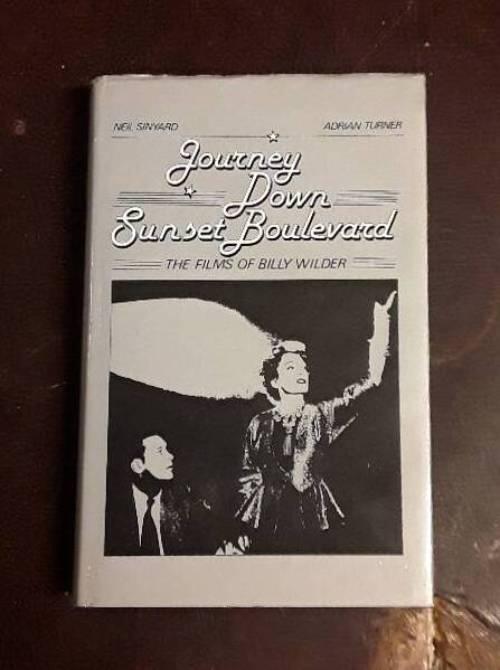 NEIL SINYARD ADRIAN TURNER
Journey
Down
Sunset Boulevard
THE FILMS OF BILLY WILDER